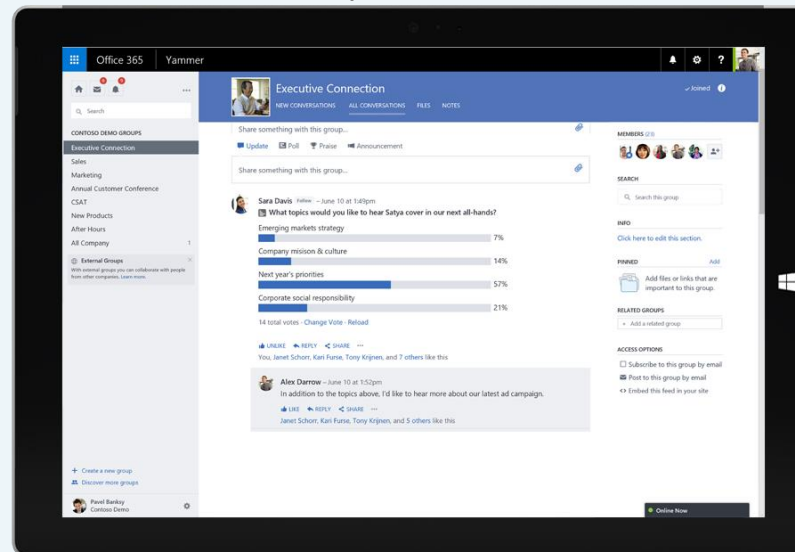 Office 365
Yammer
?
Executive Connection
Joined
NEW CONVERSATIONS ALL CONVERSATIONS FILES NOTES
Search
CONTOSO DEMO GROUPS
Executive Connection
Sales
Marketing
Annual Customer Conference
CSAT
New Products
After Hours
All Company 1
External Groups
With external groups you can collaborate with people
from other companies. Learn more.
+ Create a new group
Discover more groups
Pavel Banksy
Contoso Demo
Share something with this group...
Update Poll Praise Announcement
Share something with this group...
Sara Davis Follow – June 10 at 1:49pm
What topics would you like to hear Satya cover in our next all-hands?
Emerging markets strategy
7%
Company misison & culture
14%
Next year's priorities
57%
Corporate social responsibility
21%
14 total votes · Change Vote · Reload
UNLIKE REPLY SHARE ···
You, Janet Schorr, Kari Furse, Tony Krijnen, and 7 others like this
Alex Darrow – June 10 at 1:52pm
In addition to the topics above, I'd like to hear more about our latest ad campaign.
LIKE REPLY SHARE ···
Janet Schorr, Kari Furse, Tony Krijnen, and 5 others like this
MEMBERS (23)
SEARCH
Search this group
INFO
Click here to edit this section.
PINNED Add
Add files or links that are
important to this group.
RELATED GROUPS
+ Add a related group
ACCESS OPTIONS
Subscribe to this group by email
Post to this group by email
Embed this feed in your site
Online Now